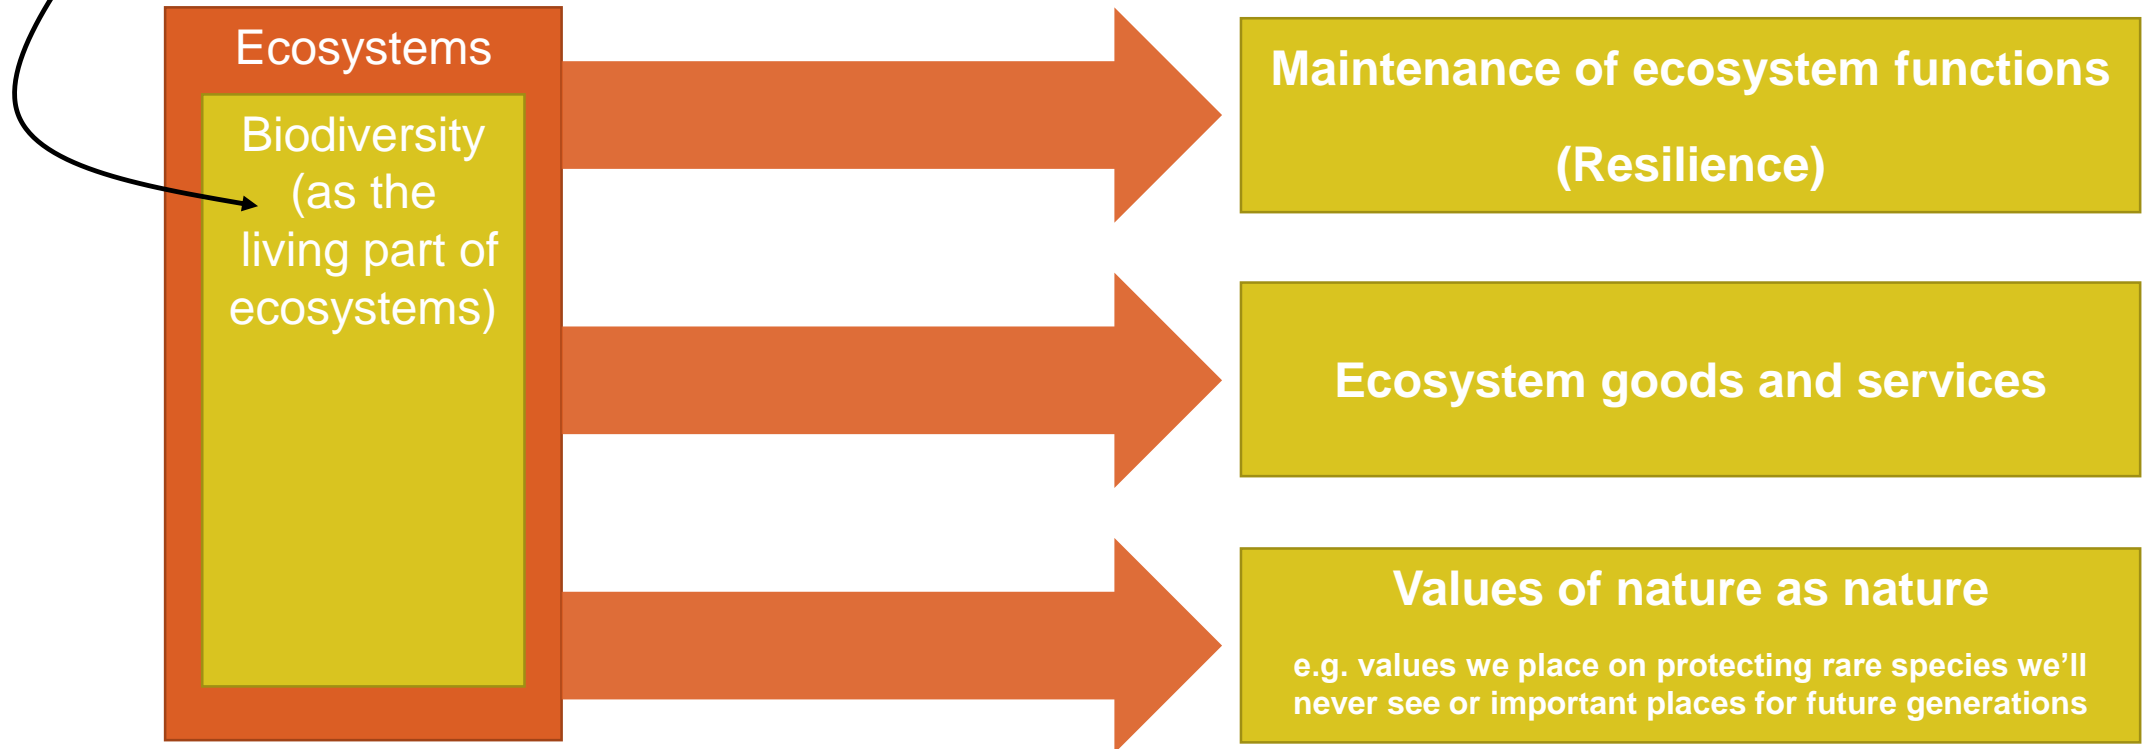 Ecosystems
Biodiversity
(as the
living part of
ecosystems)
Maintenance of ecosystem functions
(Resilience)
Ecosystem goods and services
Values of nature as nature
e.g. values we place on protecting rare species we’ll
never see or important places for future generations